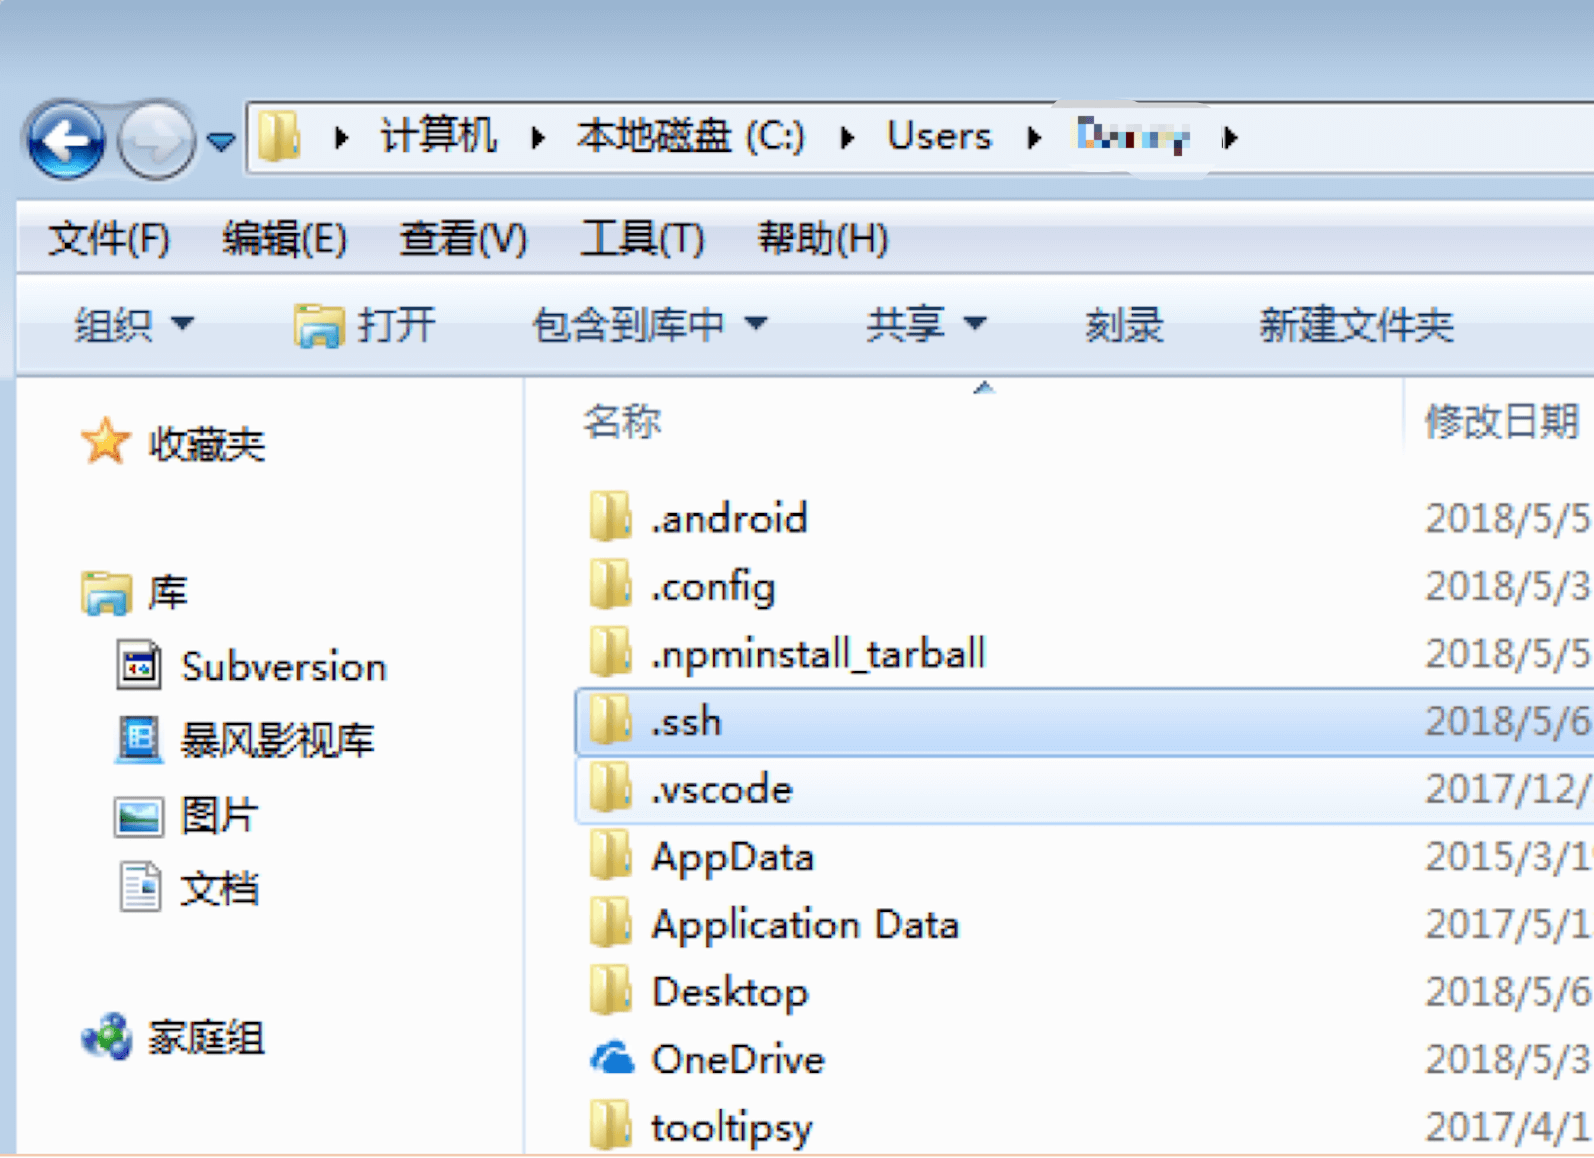 计算机 本地磁盘 (C:) Users
文件(F) 编辑(E) 查看(V) 工具(T) 帮助(H)
组织 打开 包含到库中 共享 刻录 新建文件夹
收藏夹
库
Subversion
暴风影视库
图片
文档
家庭组
名称 修改日期
.android 2018/5/5
.config 2018/5/3
.npminstall_tarball 2018/5/5
.ssh 2018/5/6
.vscode 2017/12/
AppData 2015/3/1
Application Data 2017/5/1
Desktop 2018/5/6
OneDrive 2018/5/3
tooltipsy 2017/4/1